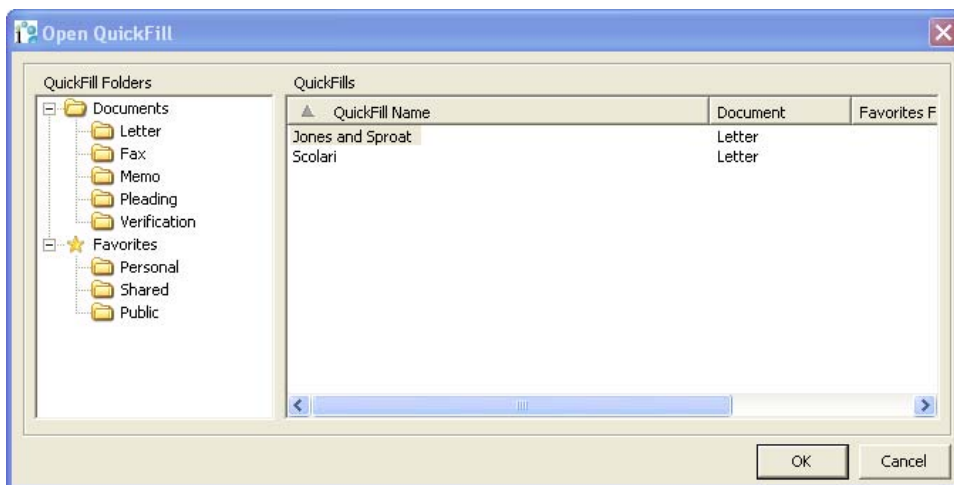 Open QuickFill
QuickFill Folders
Documents
Letter
Fax
Memo
Pleading
Verification
Favorites
Personal
Shared
Public
QuickFills
QuickFill Name Document Favorites F
Jones and Sproat Letter
Scolari Letter
OK Cancel